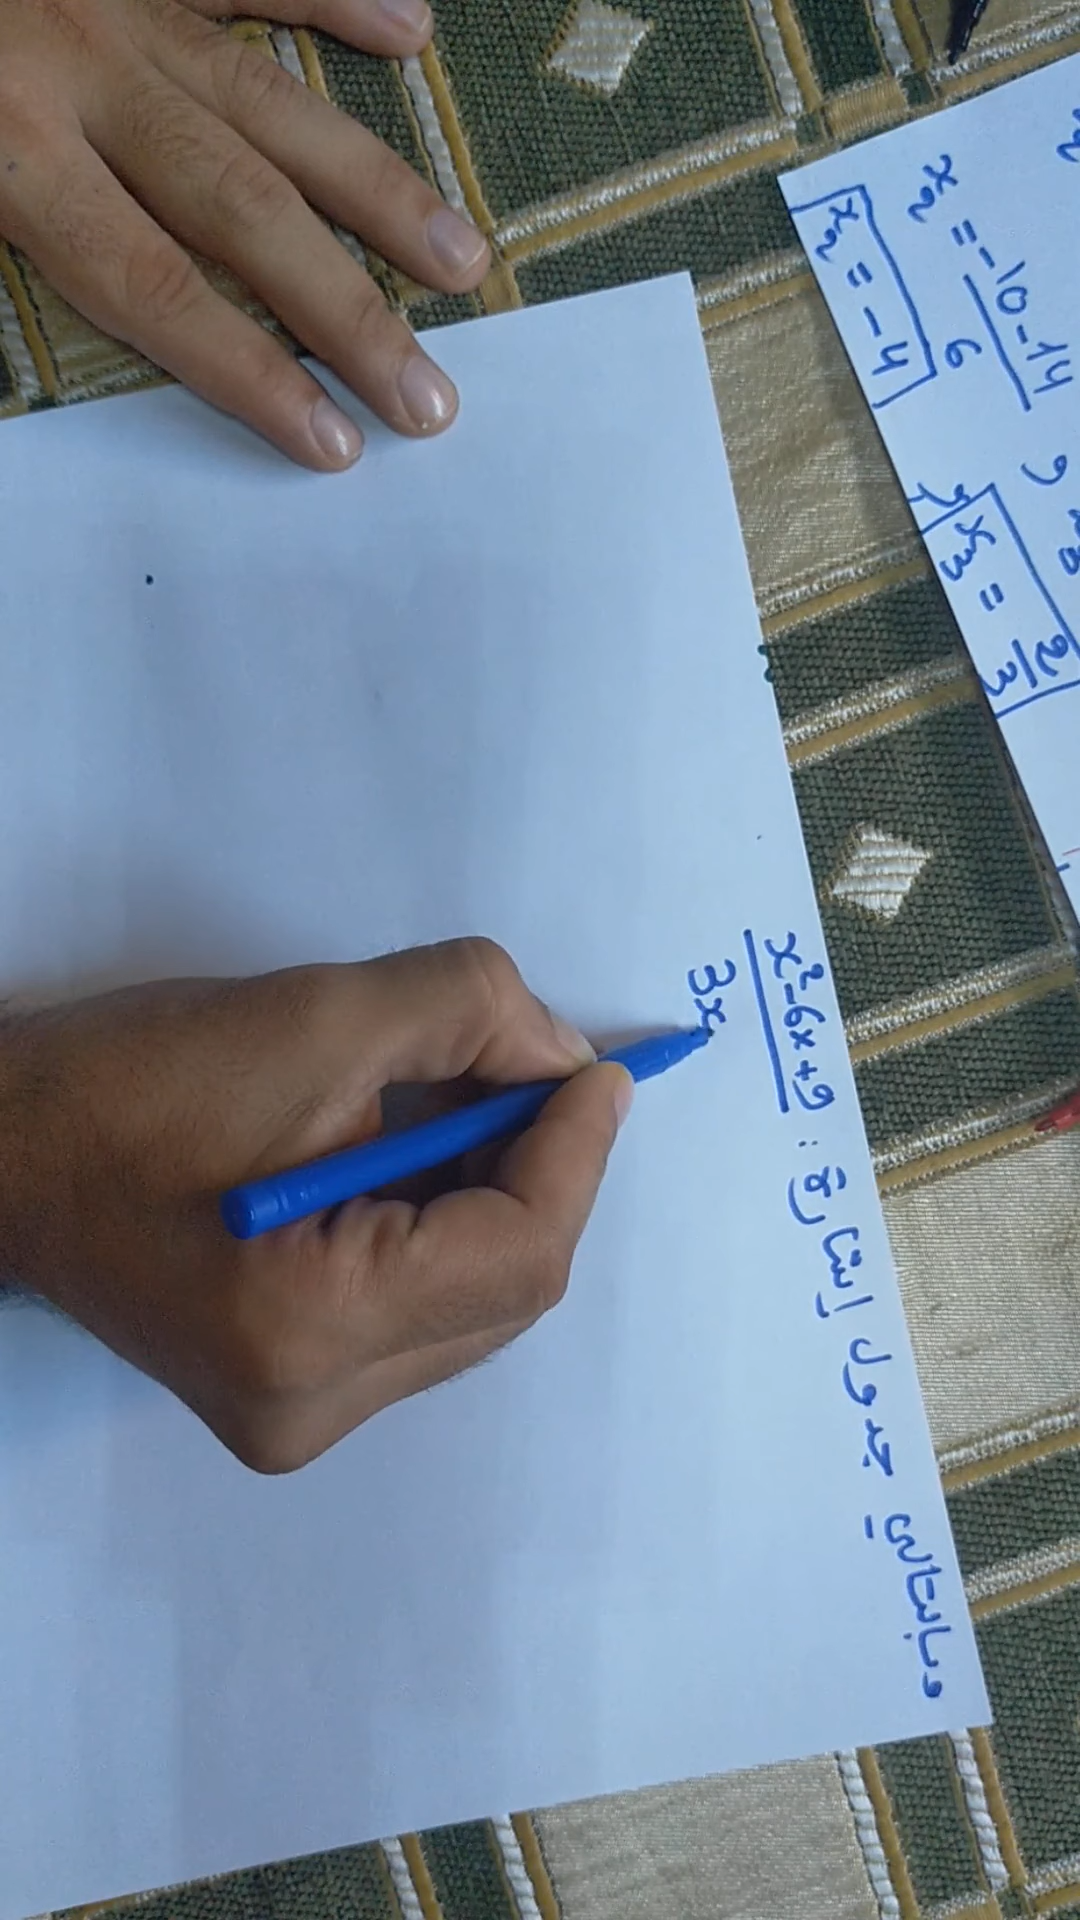 وبالتالي جدول إشارة : x²-6x+9
3x
x₂ = -10-14
6
x₂ = -4
x₃ = 2
3